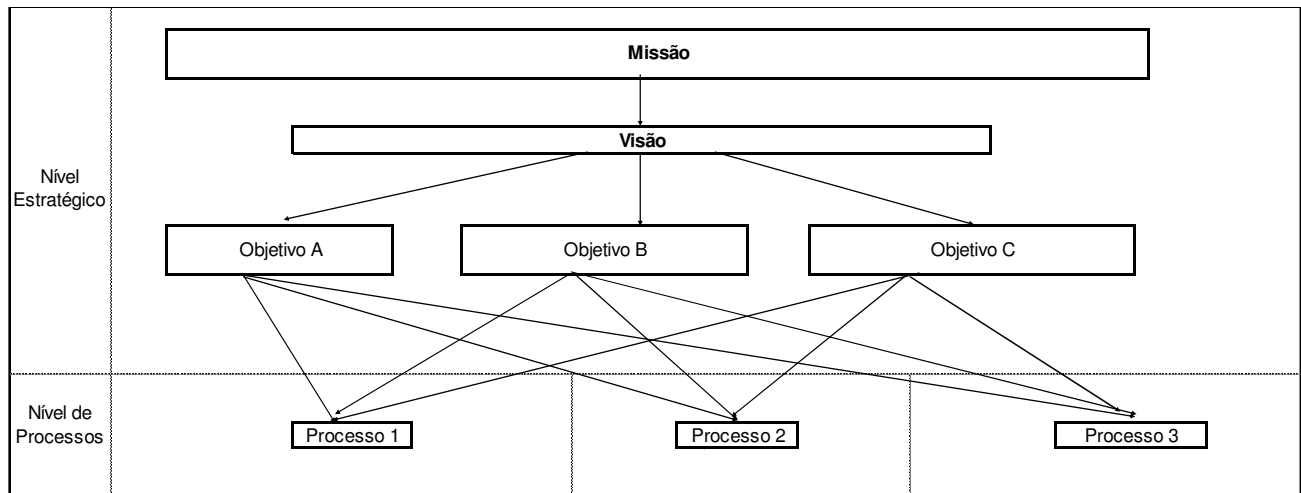 Missão
Visão
Nível
Estratégico
Objetivo A
Objetivo B
Objetivo C
Nível de
Processos
Processo 1
Processo 2
Processo 3